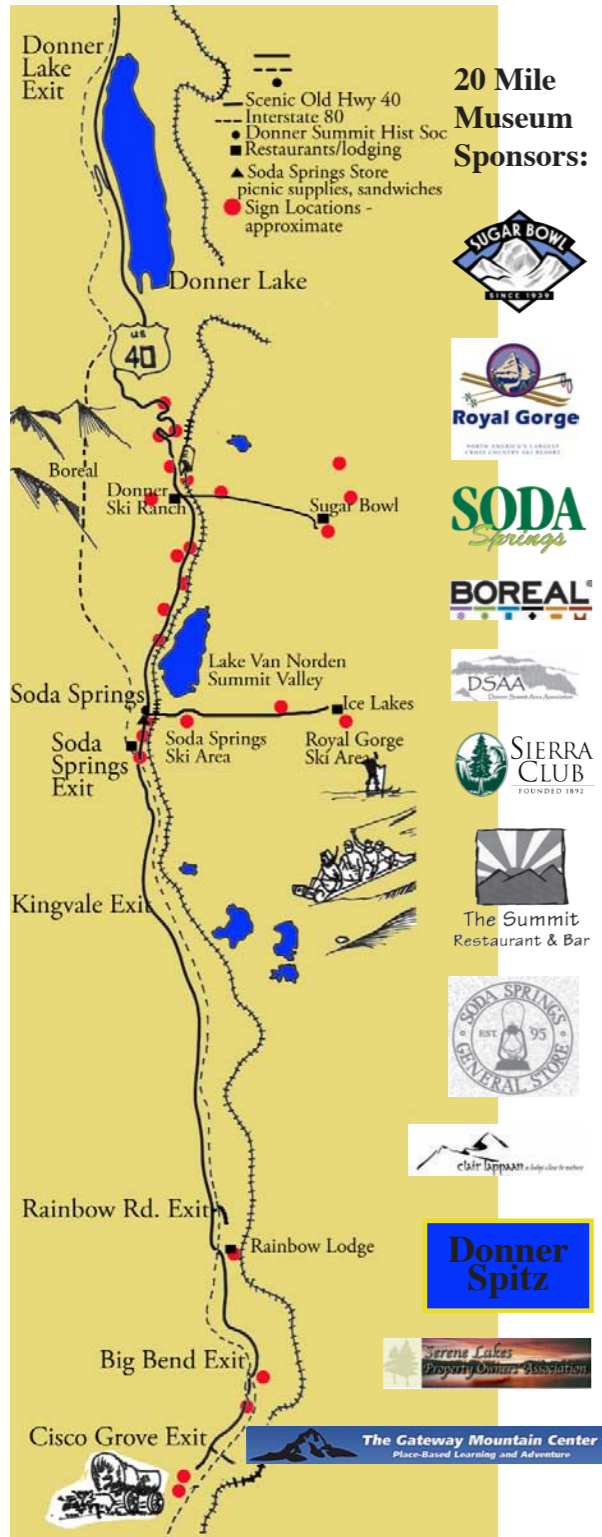 Donner
Lake
Exit
Scenic Old Hwy 40
Interstate 80
Donner Summit Hist Soc
Restaurants/lodging
Soda Springs Store
picnic supplies, sandwiches
Sign Locations -
approximate
Donner Lake
us
40
Boreal
Donner
Ski Ranch
Sugar Bowl
Lake Van Norden
Summit Valley
Soda Springs
Ice Lakes
Soda
Springs
Exit
Soda Springs
Ski Area
Royal Gorge
Ski Area
Kingvale Exit
Rainbow Rd. Exit
Rainbow Lodge
Big Bend Exit
Cisco Grove Exit
20 Mile
Museum
Sponsors:
SUGAR BOWL
SINCE 1939
Royal Gorge
NORTH AMERICA'S LARGEST
CROSS COUNTRY SKI RESORT
SODA
Springs
BOREAL
DSAA
Donner Summit Area Association
SIERRA
CLUB
FOUNDED 1892
The Summit
Restaurant & Bar
SODA SPRINGS
EST. '95
GENERAL STORE
clair tappaan a lodge close to nature
Donner
Spitz
Serene Lakes
Property Owners' Association
The Gateway Mountain Center
Place-Based Learning and Adventure